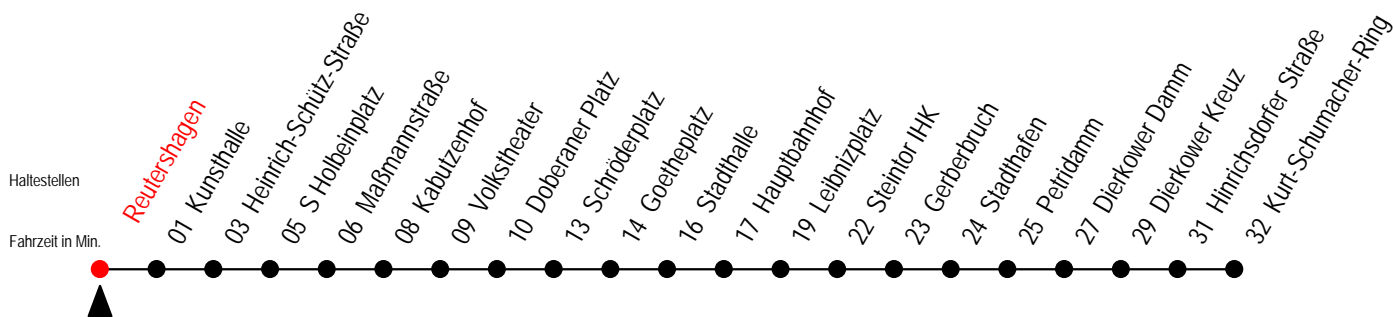 Haltestellen
Fahrzeit in Min.
Reutershagen
01 Kunsthalle
03 Heinrich-Schütz-Straße
05 S Holbeinplatz
06 Maßmannstraße
08 Kabutzenhof
09 Volkstheater
10 Doberaner Platz
13 Schröderplatz
14 Goetheplatz
16 Stadthalle
17 Hauptbahnhof
19 Leibnizplatz
22 Steintor IHK
23 Gerberbruch
24 Stadthafen
25 Petridamm
27 Dierkower Damm
29 Dierkower Kreuz
31 Hinrichsdorfer Straße
32 Kurt-Schumacher-Ring